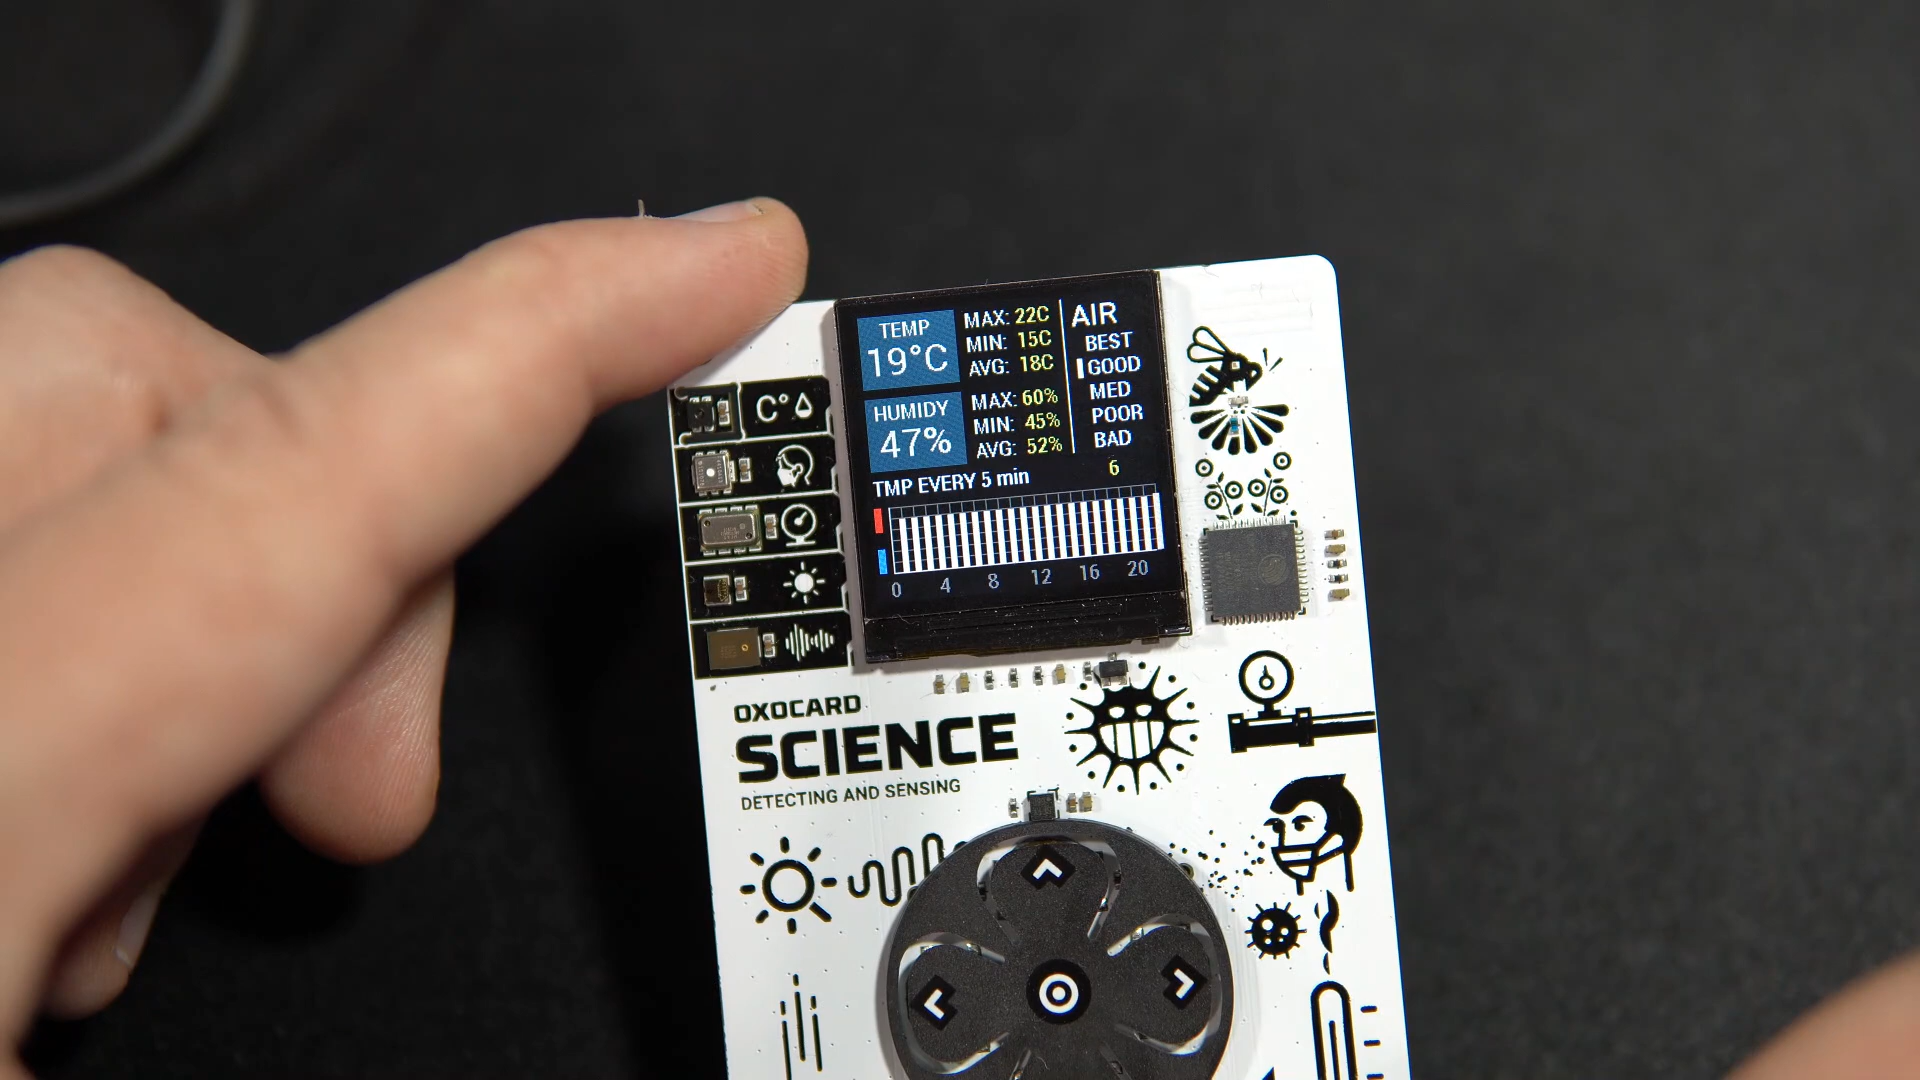 TEMP
19°C
MAX: 22C
MIN: 15C
AVG: 18C
HUMIDY
47%
MAX: 60%
MIN: 45%
AVG: 52%
AIR
BEST
GOOD
MED
POOR
BAD
6
TMP EVERY 5 min
0 4 8 12 16 20
C°
OXOCARD
SCIENCE
DETECTING AND SENSING